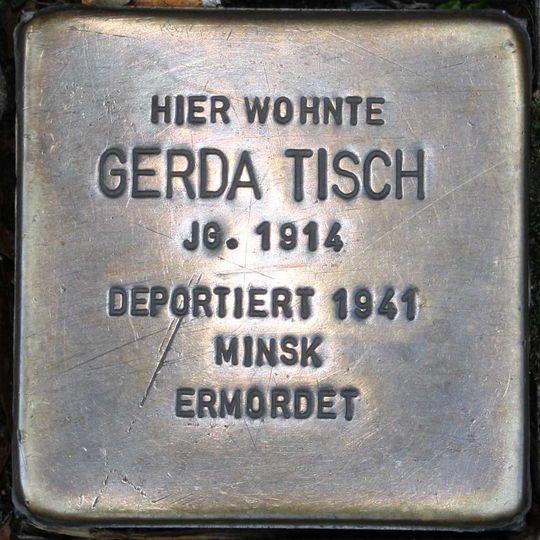 HIER WOHNTE
GERDA TISCH
JG. 1914
DEPORTIERT 1941
MINSK
ERMORDET